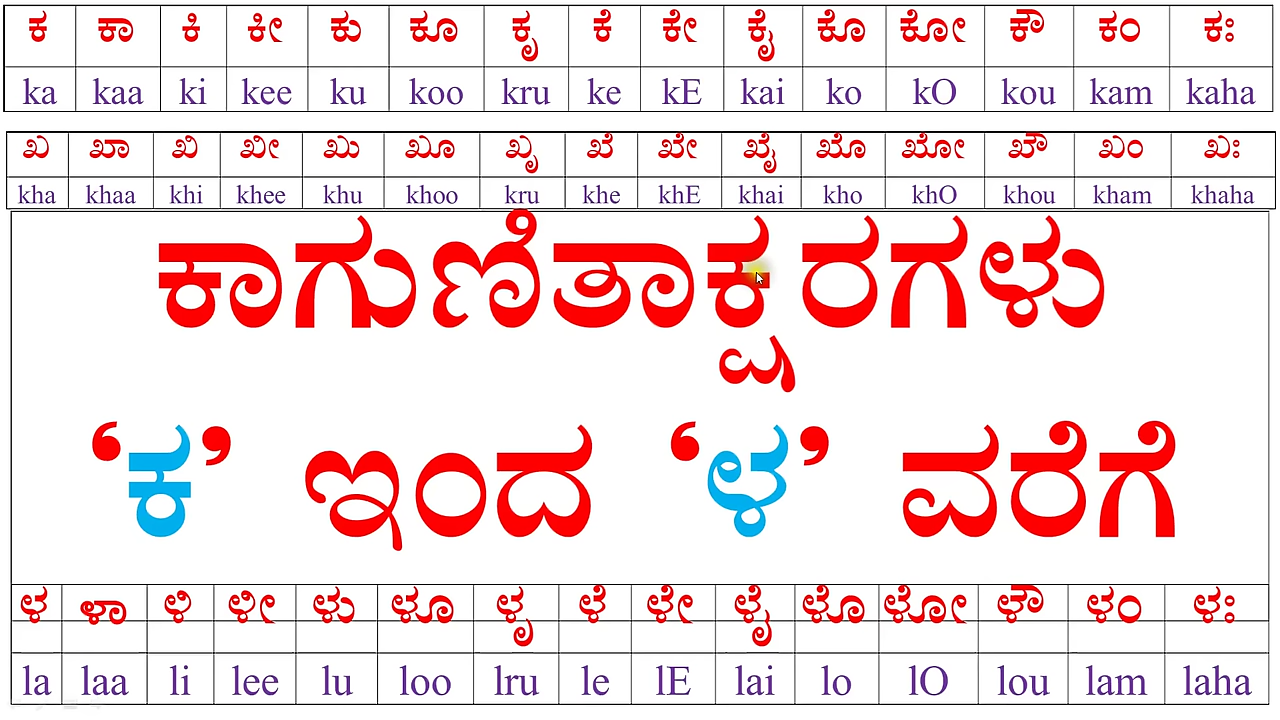 ಕ ಕಾ ಕಿ ಕೀ ಕು ಕೂ ಕೃ ಕೆ ಕೇ ಕೈ ಕೊ ಕೋ ಕೌ ಕಂ ಕಃ
ka kaa ki kee ku koo kru ke kE kai ko kO kou kam kaha
ಖ ಖಾ ಖಿ ಖೀ ಖು ಖೂ ಖೃ ಖೆ ಖೇ ಖೈ ಖೊ ಖೋ ಖೌ ಖಂ ಖಃ
kha khaa khi khee khu khoo kru khe khE khai kho khO khou kham khaha
ಕಾಗುಣಿತಾಕ್ಷರಗಳು
‘ಕ’ ಇಂದ ‘ಳ’ ವರೆಗೆ
ಳ ಳಾ ಳಿ ಳೀ ಳು ಳೂ ಳೃ ಳೆ ಳೇ ಳೈ ಳೊ ಳೋ ಳೌ ಳಂ ಳಃ
la laa li lee lu loo lru le lE lai lo lO lou lam laha